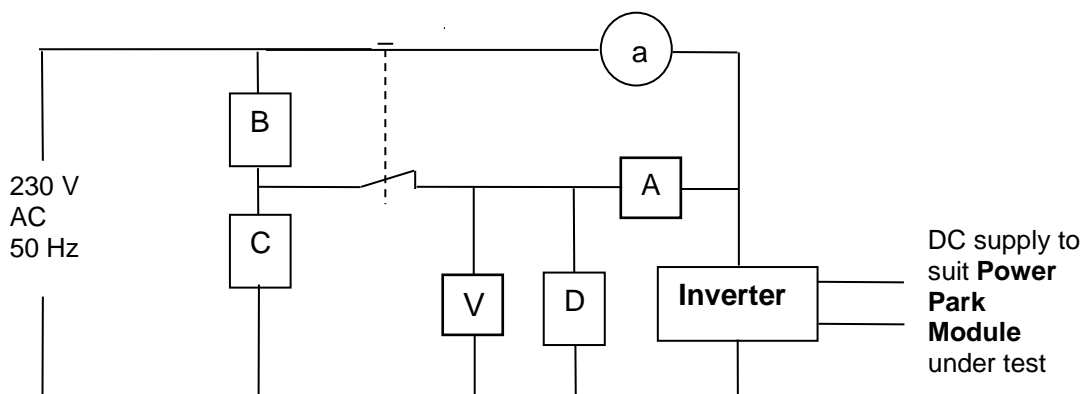 a
B
230 V
AC
50 Hz
A
C
V
D
Inverter
DC supply to
suit Power
Park
Module
under test